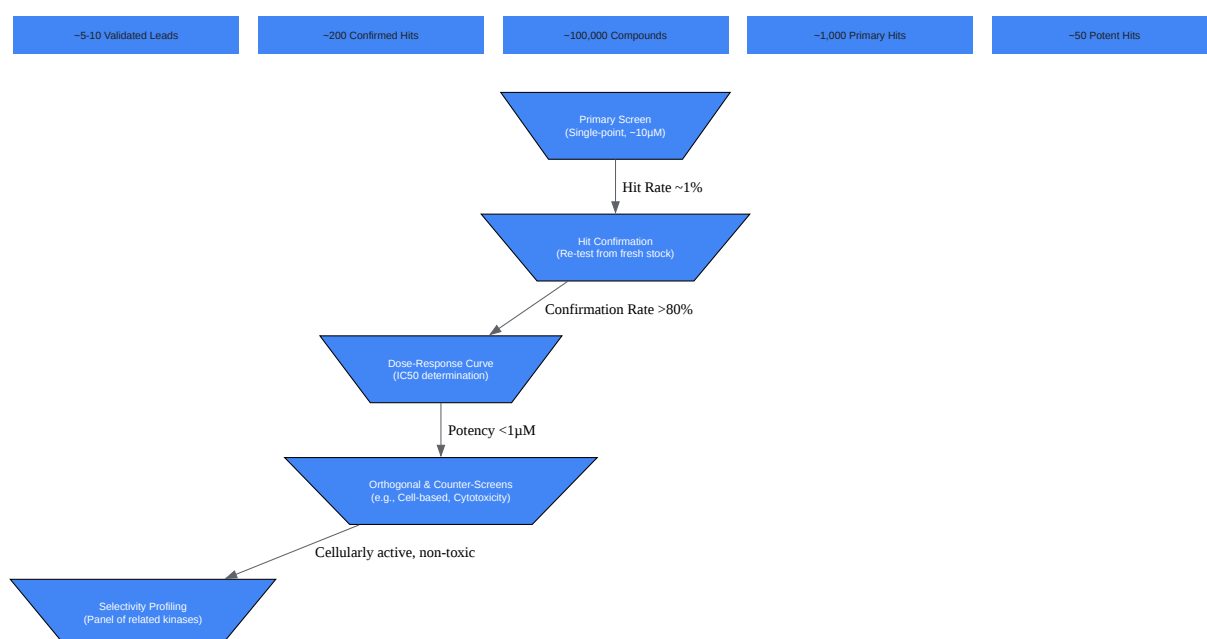 ~5-10 Validated Leads
~200 Confirmed Hits
~100,000 Compounds
~1,000 Primary Hits
~50 Potent Hits
Primary Screen
(Single-point, ~10µM)
Hit Rate ~1%
Hit Confirmation
(Re-test from fresh stock)
Confirmation Rate >80%
Dose-Response Curve
(IC50 determination)
Potency <1µM
Orthogonal & Counter-Screens
(e.g., Cell-based, Cytotoxicity)
Cellularly active, non-toxic
Selectivity Profiling
(Panel of related kinases)